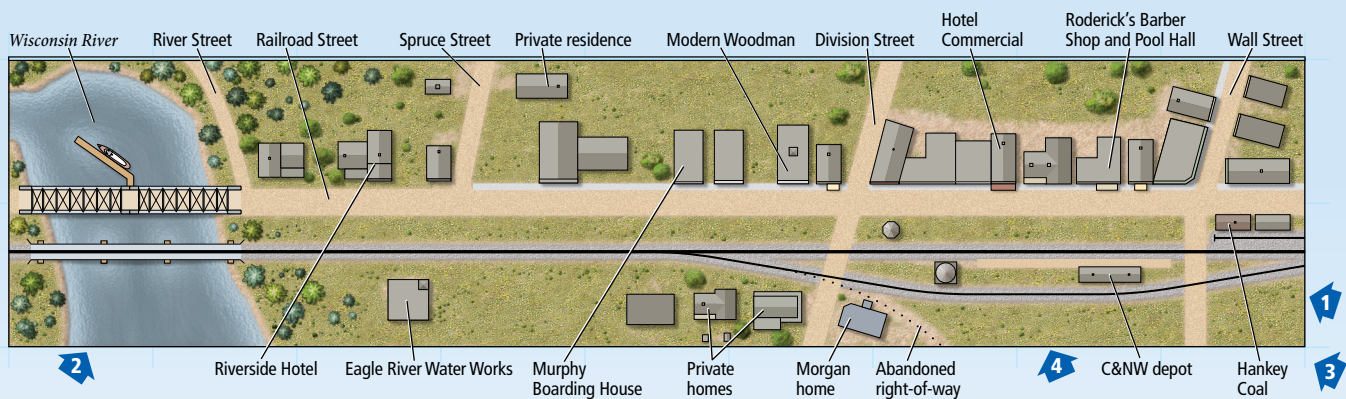 Wisconsin River
River Street
Railroad Street
Spruce Street
Private residence
Modern Woodman
Division Street
Hotel
Commercial
Roderick's Barber
Shop and Pool Hall
Wall Street
1
2
Riverside Hotel
Eagle River Water Works
Murphy
Boarding House
Private
homes
Morgan
home
Abandoned
right-of-way
4
C&NW depot
Hankey
Coal
3